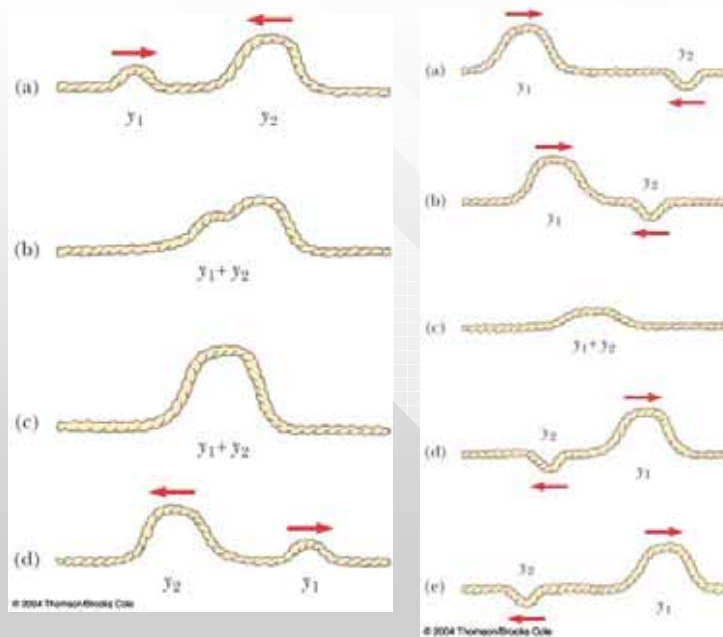 (a)
y1
y2
(b)
y1 + y2
(c)
y1 + y2
(d)
y2
y1
© 2004 Thomson/Brooks Cole
(a)
y1
y2
(b)
y1
y2
(c)
y1+y2
(d)
y2
y1
(e)
y2
y1
© 2004 Thomson/Brooks Cole